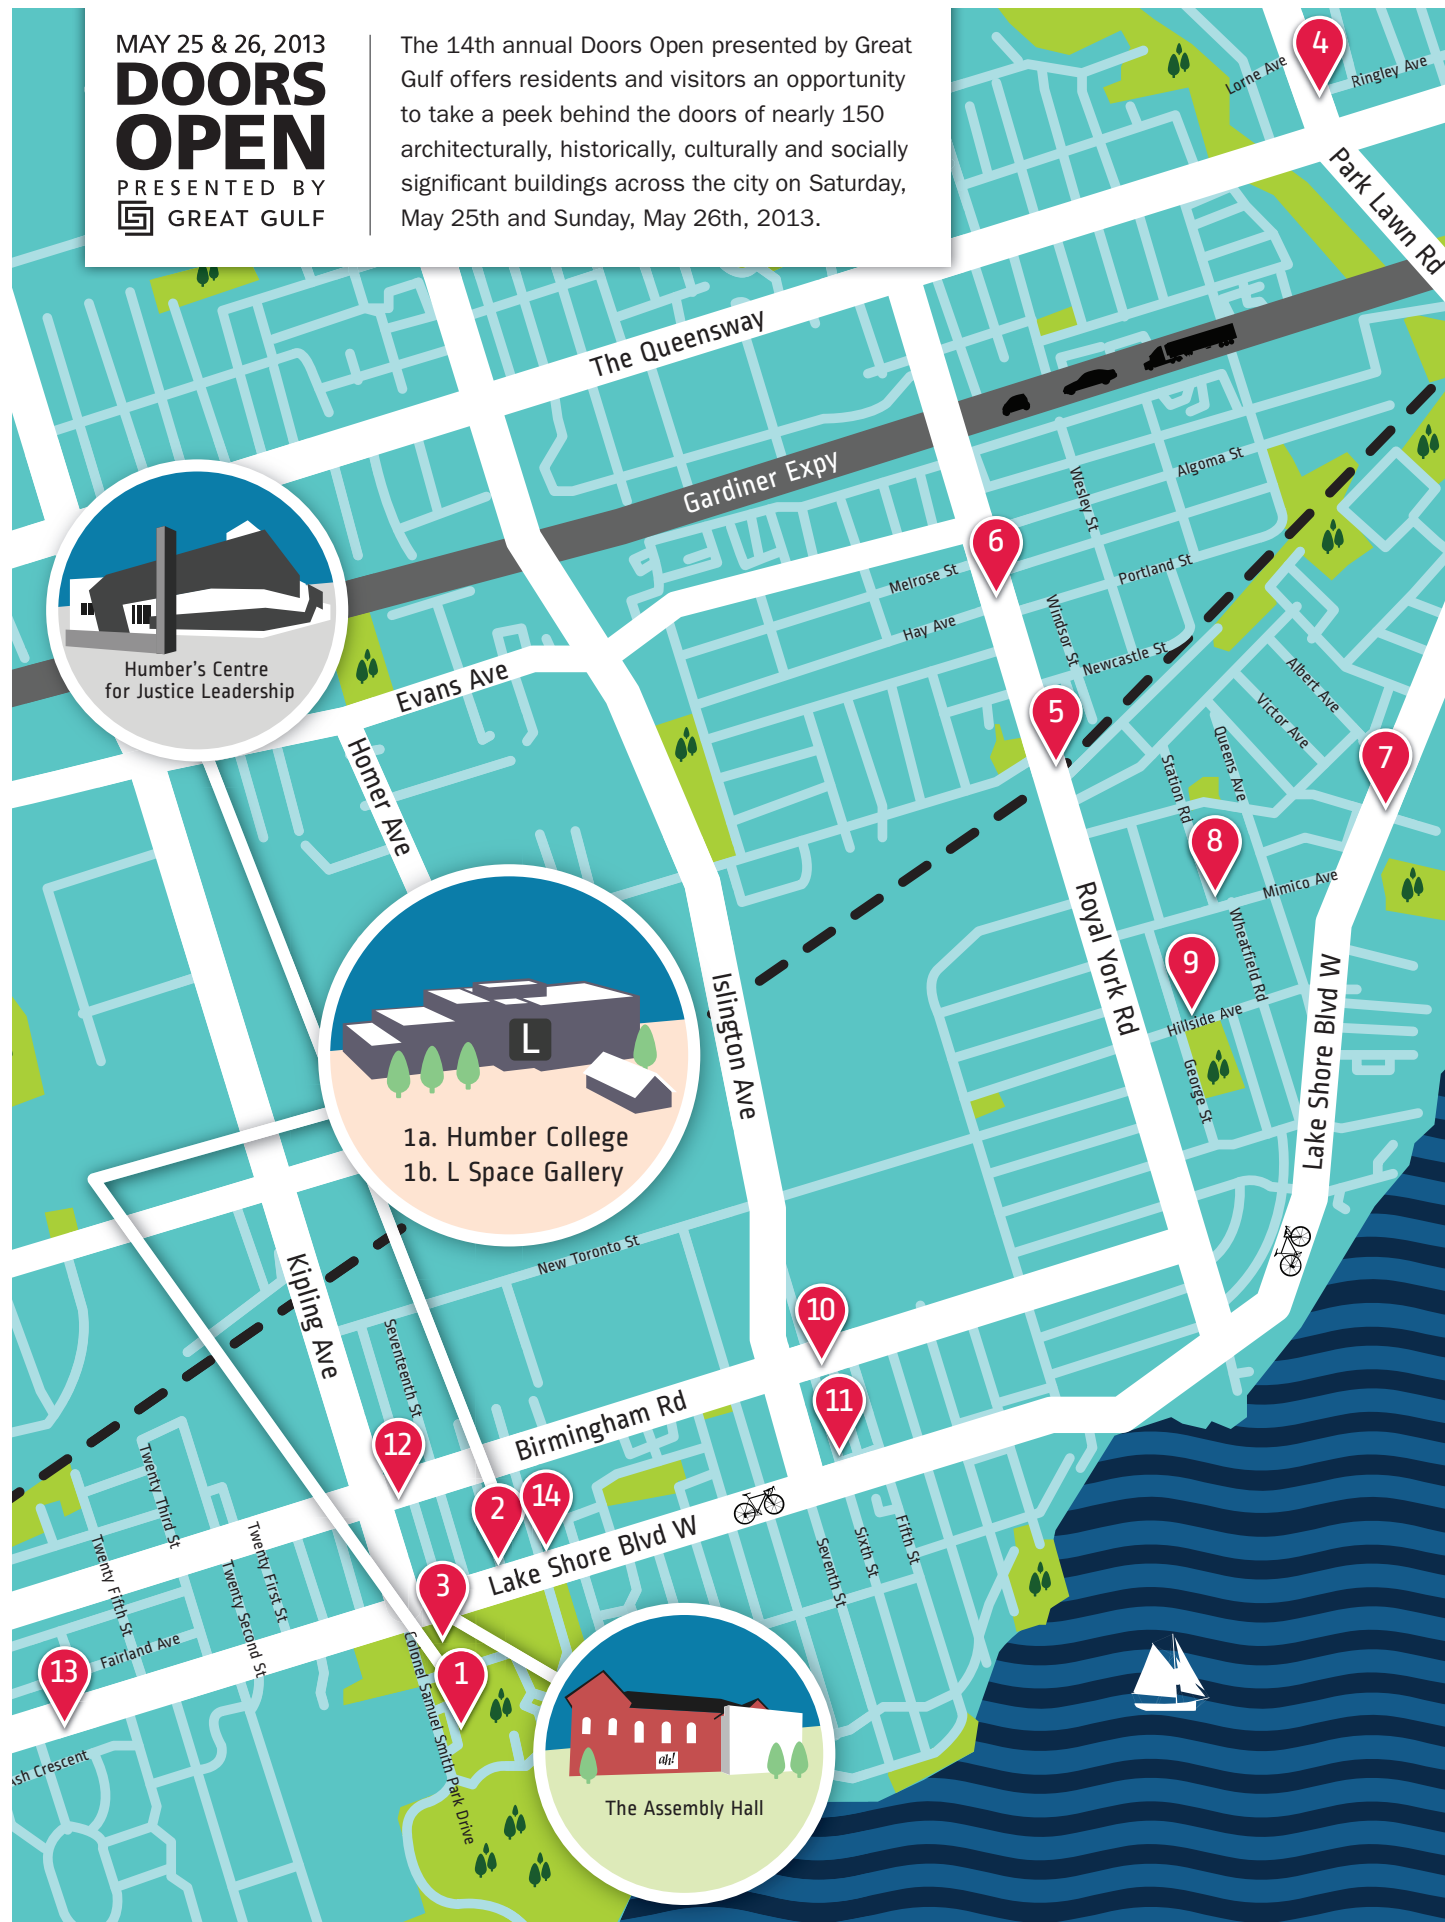 MAY 25 & 26, 2013
DOORS
OPEN
PRESENTED BY
GREAT GULF
The 14th annual Doors Open presented by Great
Gulf offers residents and visitors an opportunity
to take a peek behind the doors of nearly 150
architecturally, historically, culturally and socially
significant buildings across the city on Saturday,
May 25th and Sunday, May 26th, 2013.
4
Lorne Ave
Ringley Ave
Park Lawn Rd
The Queensway
Gardiner Expy
Algoma St
Wesley St
6
Portland St
Melrose St
Hay Ave
Windsor St
Newcastle St
Humber's Centre
for Justice Leadership
Evans Ave
Homer Ave
5
Albert Ave
Victor Ave
Queens Ave
Station Rd
7
8
Mimico Ave
Royal York Rd
Wheatfield Rd
9
Hillside Ave
George St
Lake Shore Blvd W
Islington Ave
L
1a. Humber College
1b. L Space Gallery
New Toronto St
Kipling Ave
Seventeenth St
10
11
Birmingham Rd
12
2
14
Lake Shore Blvd W
Twenty Third St
Twenty Fifth St
Twenty First St
Twenty Second St
Fairland Ave
Seventh St
Sixth St
Fifth St
3
13
1
Colonel Samuel Smith Park Drive
sh Crescent
ah!
The Assembly Hall